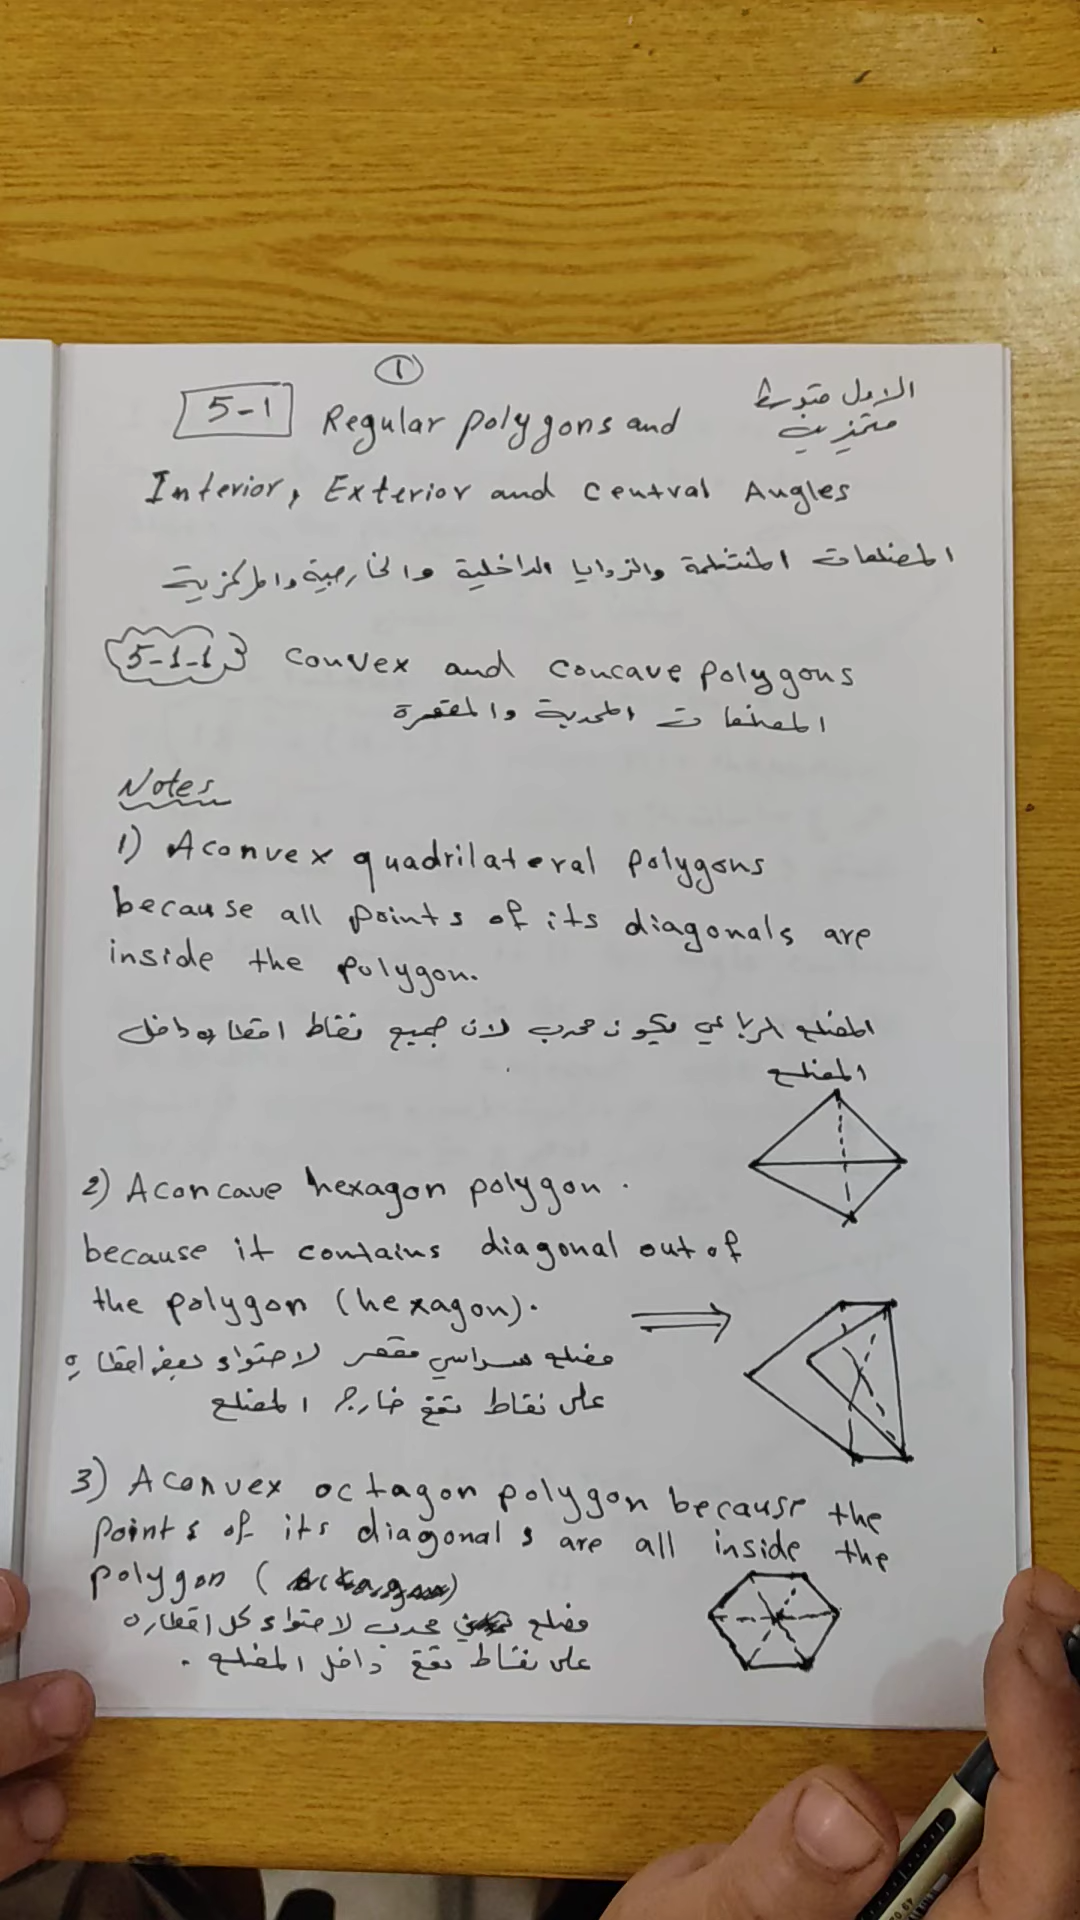 1
5-1 Regular polygons and
الاول متوسط
متميزين
Interior, Exterior and Central Angles
المضلعات المنتظمة والزوايا الداخلية والخارجية والمركزية
5-1-1 Convex and Concave polygons
المضلعات المحدبة والمقعرة
Notes
1) A convex quadrilateral polygons
because all points of its diagonals are
inside the polygon.
المضلع الرباعي يكون محدب لان جميع نقاط اقطاره داخل
المضلع
2) A concave hexagon polygon.
because it contains diagonal out of
the polygon (hexagon).
مضلع سداسي مقعر لاحتواء بعض اقطاره
على نقاط تقع خارج المضلع
3) A convex octagon polygon because the
points of its diagonals are all inside the
polygon (
مضلع محدب لاحتواء كل اقطاره
على نقاط تقع داخل المضلع .